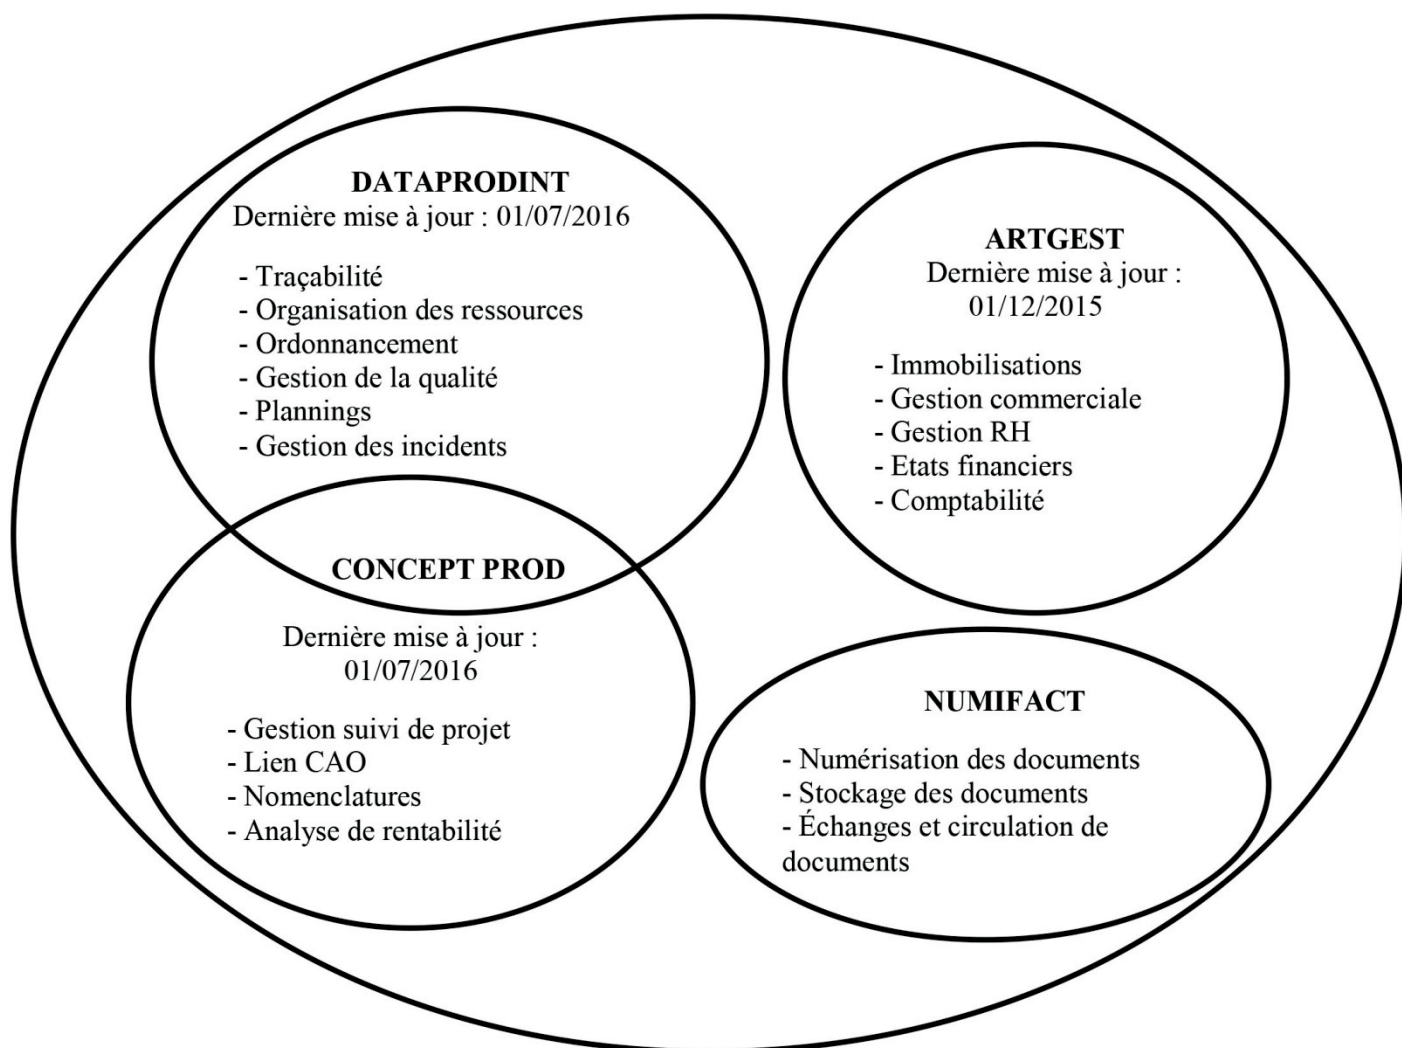 DATAPRODINT
Dernière mise à jour : 01/07/2016
- Traçabilité
- Organisation des ressources
- Ordonnancement
- Gestion de la qualité
- Plannings
- Gestion des incidents
ARTGEST
Dernière mise à jour :
01/12/2015
- Immobilisations
- Gestion commerciale
- Gestion RH
- Etats financiers
- Comptabilité
CONCEPT PROD
Dernière mise à jour :
01/07/2016
- Gestion suivi de projet
- Lien CAO
- Nomenclatures
- Analyse de rentabilité
NUMIFACT
- Numérisation des documents
- Stockage des documents
- Échanges et circulation de
documents